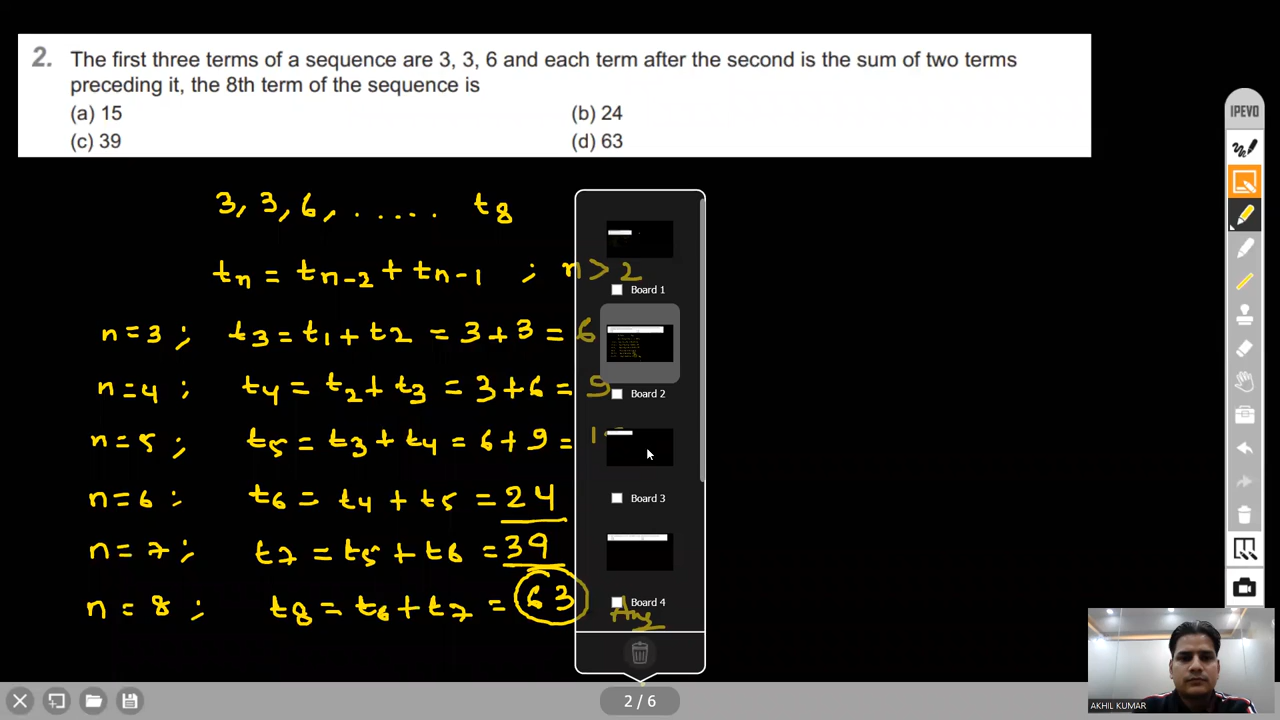 2. The first three terms of a sequence are 3, 3, 6 and each term after the second is the sum of two terms
preceding it, the 8th term of the sequence is
(a) 15 (b) 24
(c) 39 (d) 63
IPEVO
3, 3, 6, ..... t8
tn = tn-2 + tn-1 ; n > 2
n=3 ; t3 = t1 + t2 = 3+3 = 6
n=4 ; t4 = t2 + t3 = 3+6 = 9
n=5 ; t5 = t3 + t4 = 6+9 =
n=6 ; t6 = t4 + t5 = 24
n=7 ; t7 = t5 + t6 = 39
n=8 ; t8 = t6 + t7 = 63 Ans
Board 1
Board 2
Board 3
Board 4
2 / 6
AKHIL KUMAR